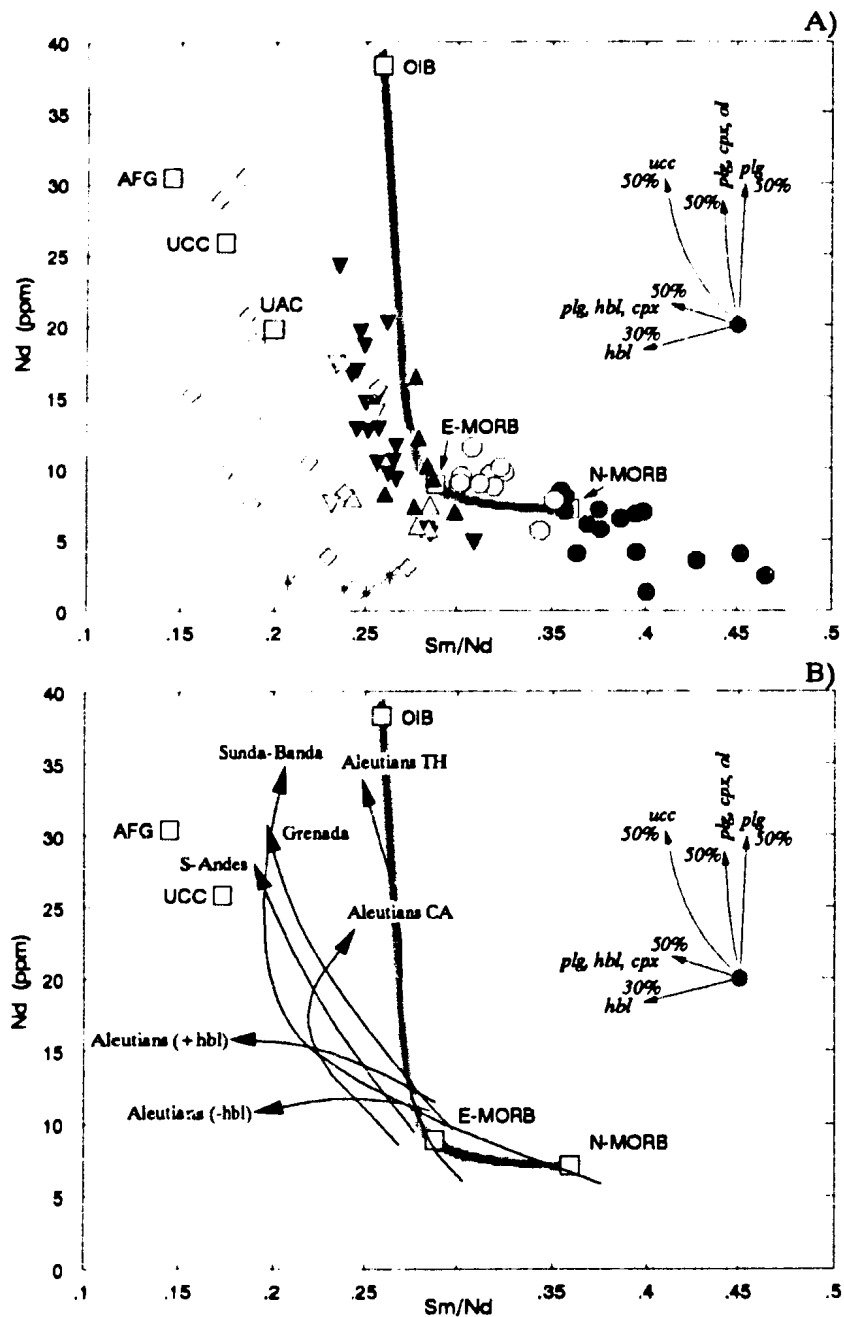 A)
40
35
30
25
20
15
10
5
0
Nd (ppm)
OIB
AFG
UCC
UAC
E-MORB
N-MORB
ucc
50%
plg, cpx, ol
50%
plg
50%
50%
plg, hbl, cpx
30%
hbl
.1 .15 .2 .25 .3 .35 .4 .45 .5
Sm/Nd
B)
40
35
30
25
20
15
10
5
0
Nd (ppm)
OIB
Sunda-Banda
Aleutians TH
AFG
Grenada
S-Andes
UCC
Aleutians CA
Aleutians (+ hbl)
Aleutians (-hbl)
E-MORB
N-MORB
ucc
50%
plg, cpx, ol
50%
plg
50%
50%
plg, hbl, cpx
30%
hbl
.1 .15 .2 .25 .3 .35 .4 .45 .5
Sm/Nd